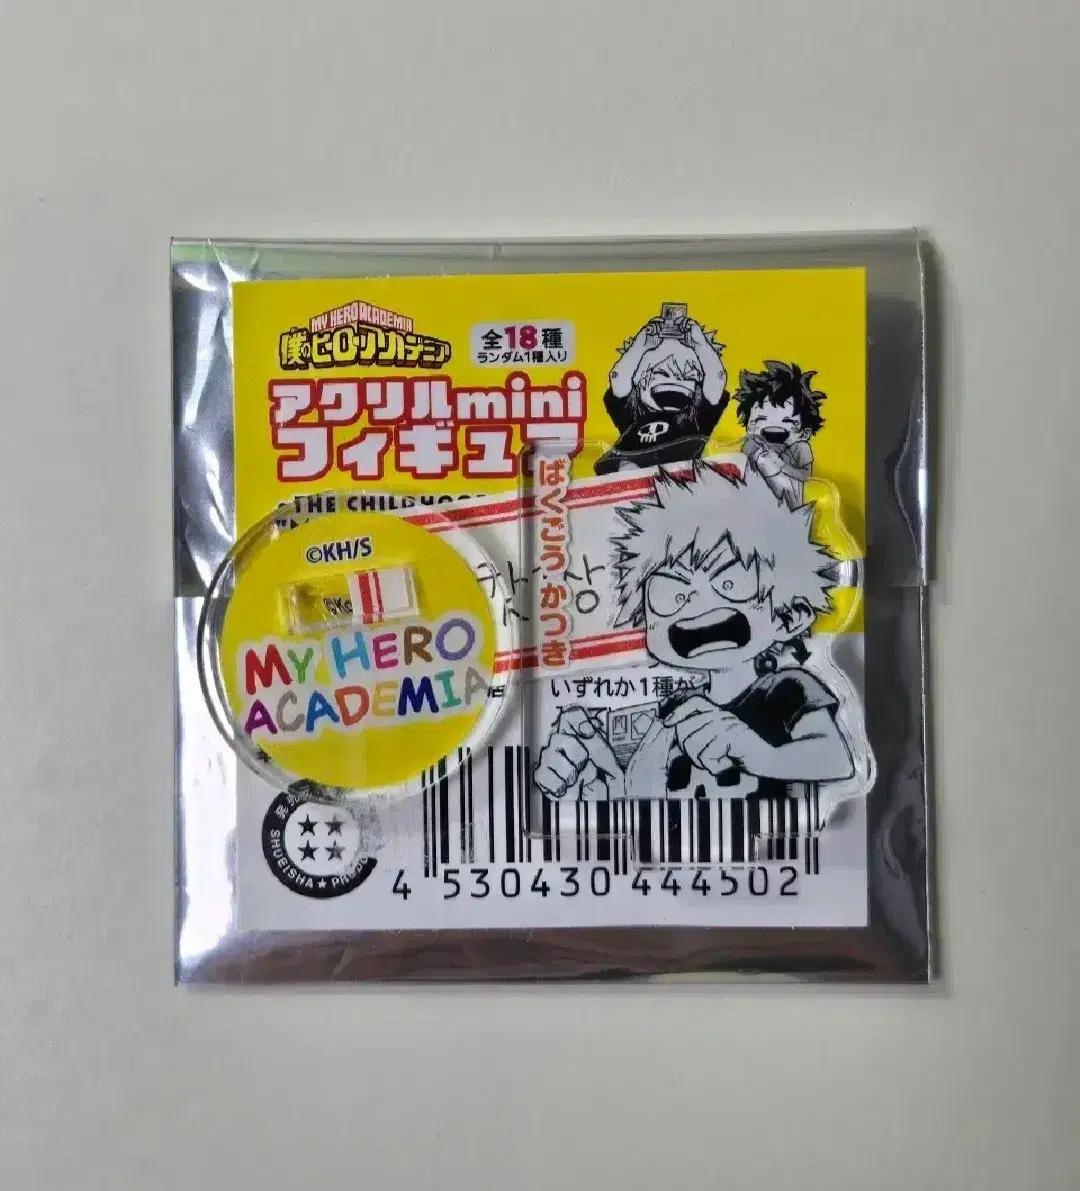 MY HERO ACADEMIA
僕のヒーローアカデミア
全18種
ランダム1種入り
アクリルmini
フィギュア
THE CHILDHOOD
©KH/S
MY HERO
ACADEMIA
ばくごうかつき
いずれか1種が
SHUEISHA★
4 530430 444502